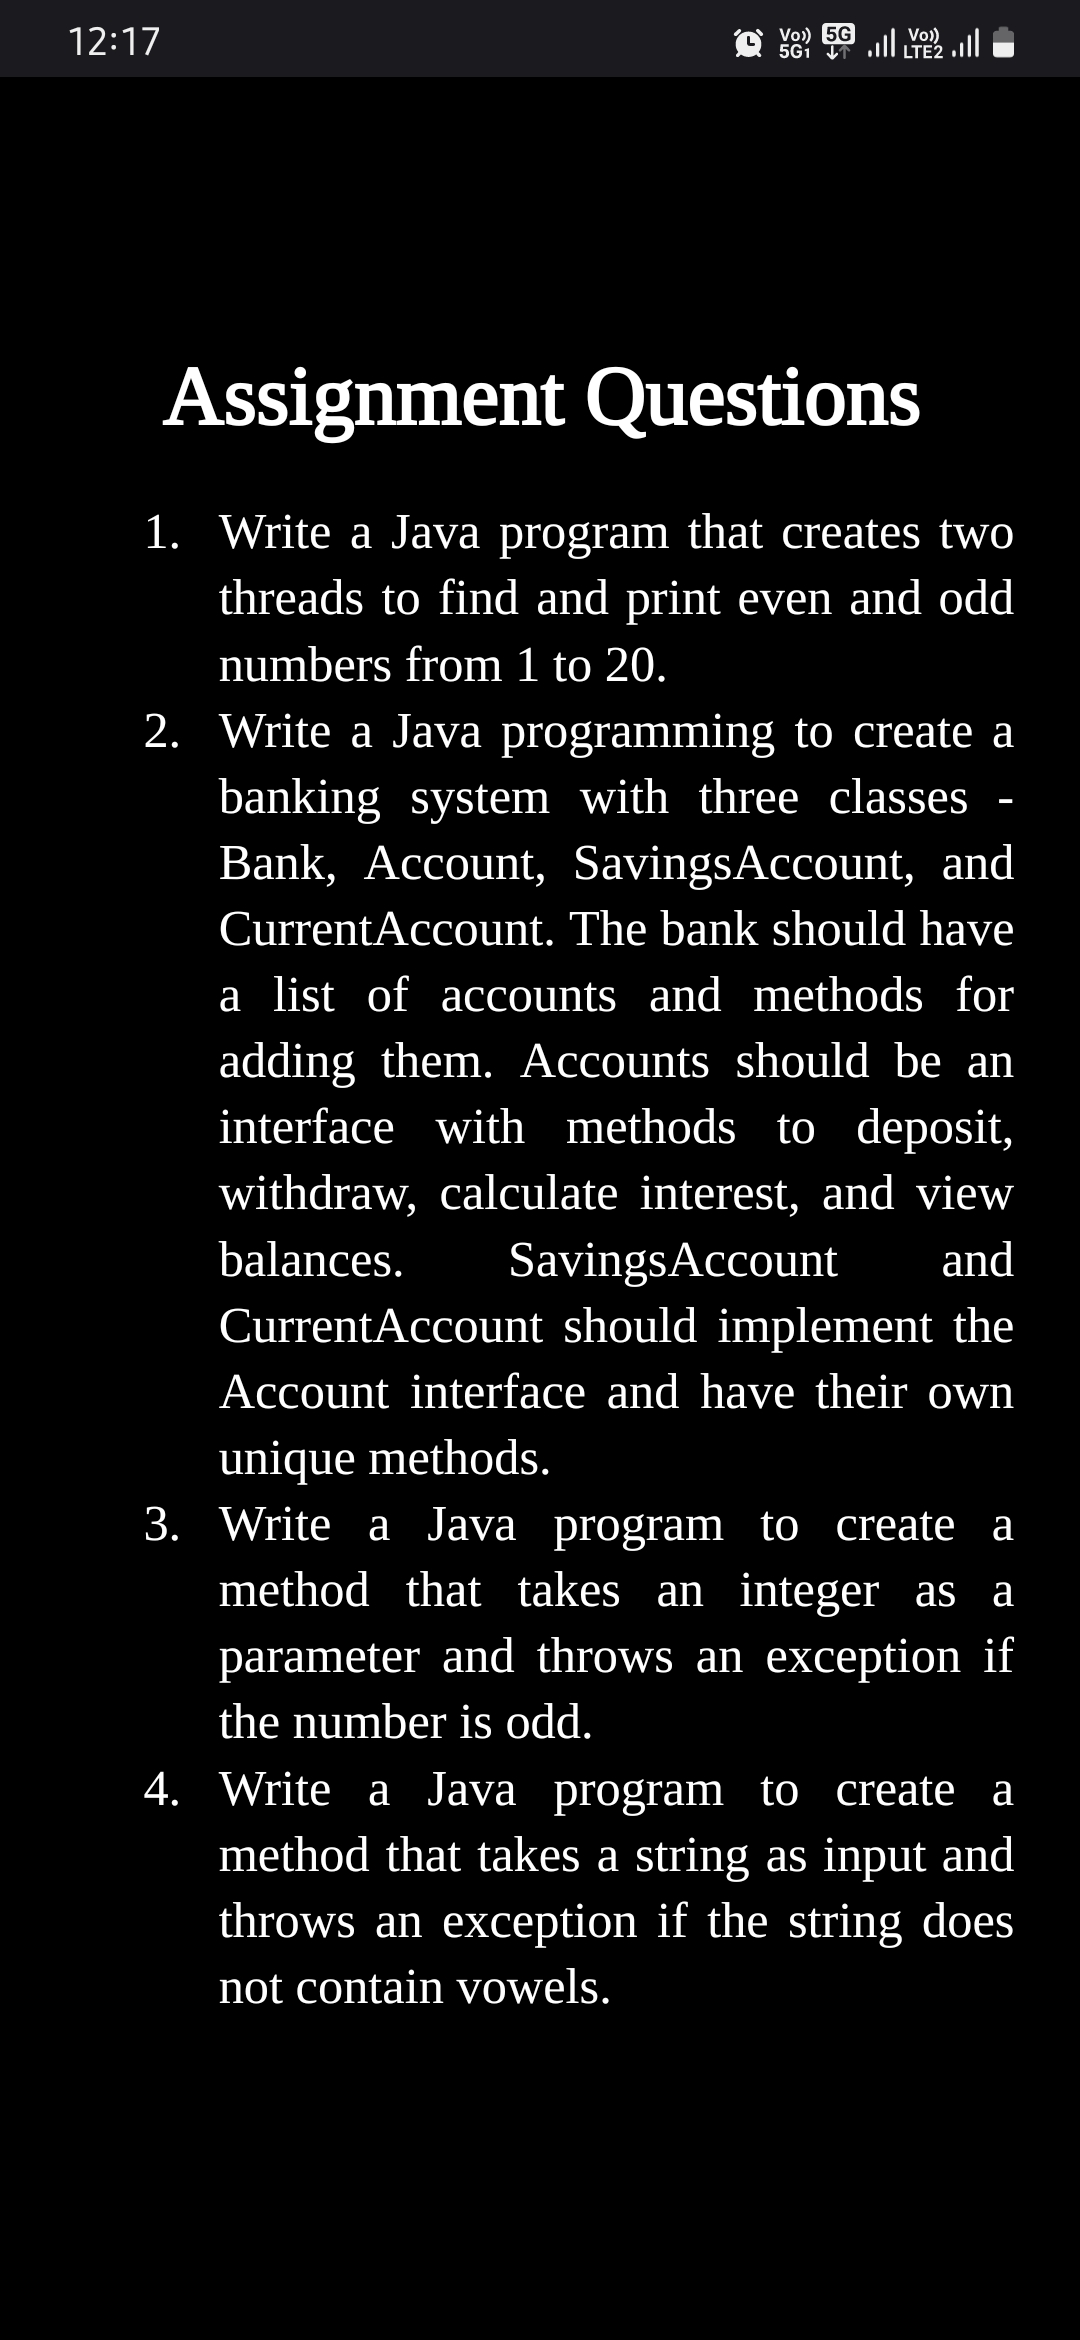 12:17
Vo)) 5G1 5G Vo)) LTE2
Assignment Questions
1. Write a Java program that creates two
threads to find and print even and odd
numbers from 1 to 20.
2. Write a Java programming to create a
banking system with three classes -
Bank, Account, SavingsAccount, and
CurrentAccount. The bank should have
a list of accounts and methods for
adding them. Accounts should be an
interface with methods to deposit,
withdraw, calculate interest, and view
balances. SavingsAccount and
CurrentAccount should implement the
Account interface and have their own
unique methods.
3. Write a Java program to create a
method that takes an integer as a
parameter and throws an exception if
the number is odd.
4. Write a Java program to create a
method that takes a string as input and
throws an exception if the string does
not contain vowels.